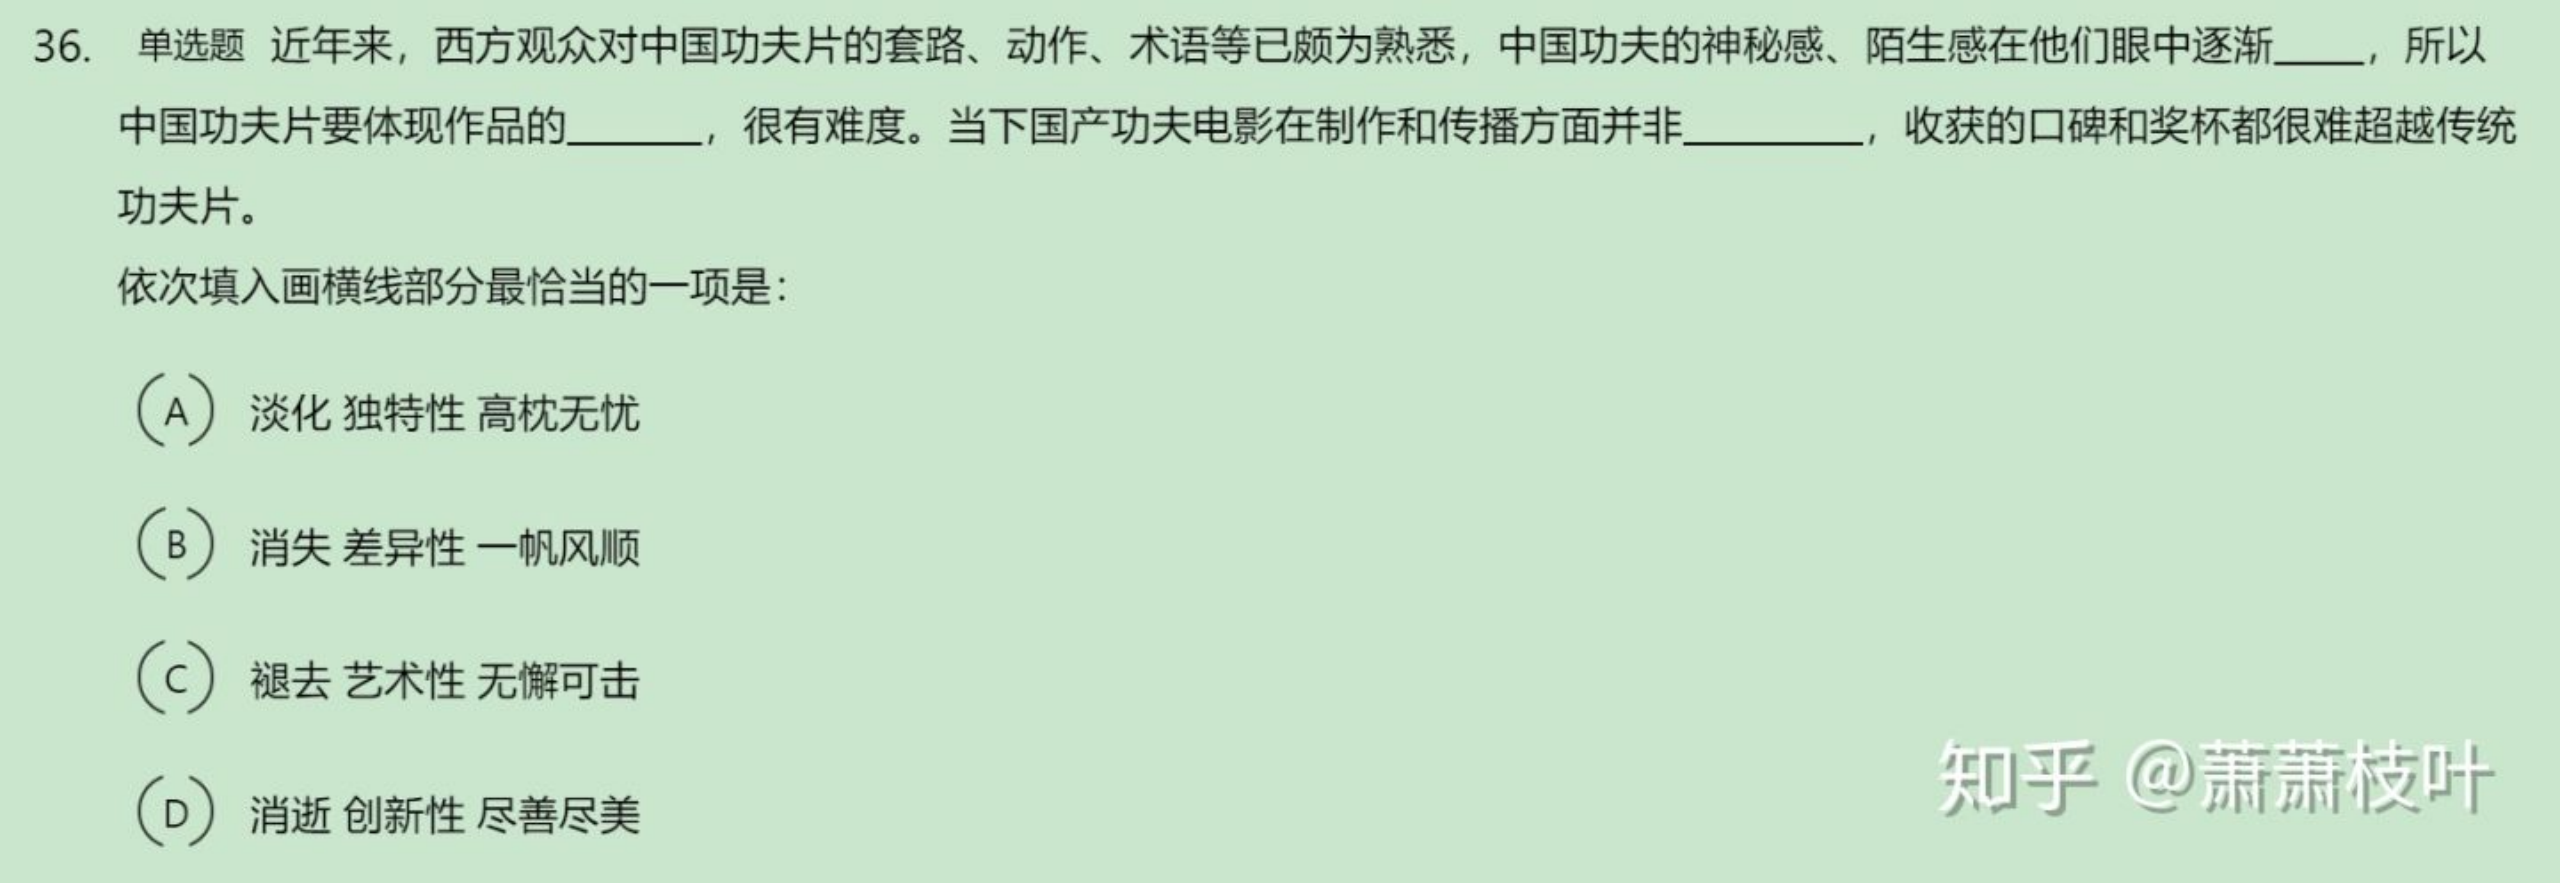 36. 单选题 近年来，西方观众对中国功夫片的套路、动作、术语等已颇为熟悉，中国功夫的神秘感、陌生感在他们眼中逐渐____，所以
中国功夫片要体现作品的______，很有难度。当下国产功夫电影在制作和传播方面并非________，收获的口碑和奖杯都很难超越传统
功夫片。
依次填入画横线部分最恰当的一项是：
A 淡化 独特性 高枕无忧
B 消失 差异性 一帆风顺
C 褪去 艺术性 无懈可击
D 消逝 创新性 尽善尽美
知乎 @萧萧枝叶